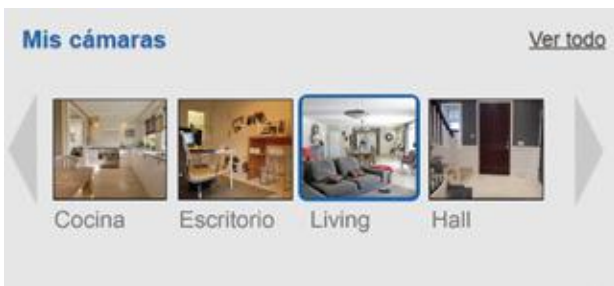 Mis cámaras
Ver todo
Cocina
Escritorio
Living
Hall